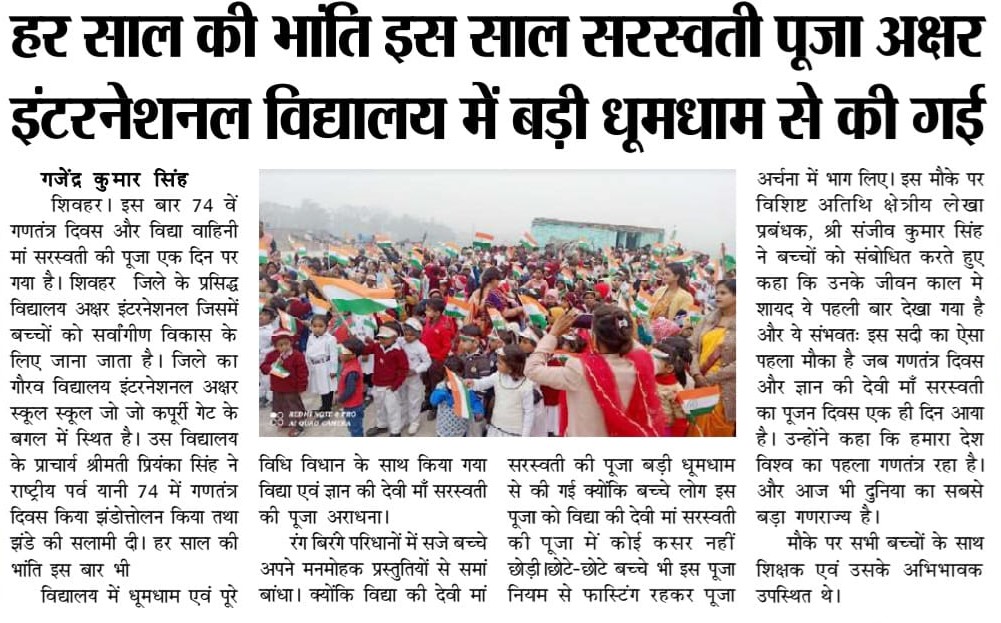 हर साल की भांति इस साल सरस्वती पूजा अक्षर
इंटरनेशनल विद्यालय में बड़ी धूमधाम से की गई
गजेंद्र कुमार सिंह
शिवहर। इस बार 74 वें
गणतंत्र दिवस और विद्या वाहिनी
मां सरस्वती की पूजा एक दिन पर
गया है। शिवहर जिले के प्रसिद्ध
विद्यालय अक्षर इंटरनेशनल जिसमें
बच्चों को सर्वांगीण विकास के
लिए जाना जाता है। जिले का
गौरव विद्यालय इंटरनेशनल अक्षर
स्कूल स्कूल जो जो कपूर्री गेट के
बगल में स्थित है। उस विद्यालय
के प्राचार्य श्रीमती प्रियंका सिंह ने
राष्ट्रीय पर्व यानी 74 में गणतंत्र
दिवस किया झंडोत्तोलन किया तथा
झंडे की सलामी दी। हर साल की
भांति इस बार भी
विद्यालय में धूमधाम एवं पूरे
REDMI NOTE 8 PRO
AI QUAD CAMERA
विधि विधान के साथ किया गया
विद्या एवं ज्ञान की देवी माँ सरस्वती
की पूजा अराधना।
रंग बिरंगे परिधानों में सजे बच्चे
अपने मनमोहक प्रस्तुतियों से समां
बांधा। क्योंकि विद्या की देवी मां
सरस्वती की पूजा बड़ी धूमधाम
से की गई क्योंकि बच्चे लोग इस
पूजा को विद्या की देवी मां सरस्वती
की पूजा में कोई कसर नहीं
छोड़ी।छोटे-छोटे बच्चे भी इस पूजा
नियम से फास्टिंग रहकर पूजा
अर्चना में भाग लिए। इस मौके पर
विशिष्ट अतिथि क्षेत्रीय लेखा
प्रबंधक, श्री संजीव कुमार सिंह
ने बच्चों को संबोधित करते हुए
कहा कि उनके जीवन काल मे
शायद ये पहली बार देखा गया है
और ये संभवतः इस सदी का ऐसा
पहला मौका है जब गणतंत्र दिवस
और ज्ञान की देवी माँ सरस्वती
का पूजन दिवस एक ही दिन आया
है। उन्होंने कहा कि हमारा देश
विश्व का पहला गणतंत्र रहा है।
और आज भी दुनिया का सबसे
बड़ा गणराज्य है।
मौके पर सभी बच्चों के साथ
शिक्षक एवं उसके अभिभावक
उपस्थित थे।